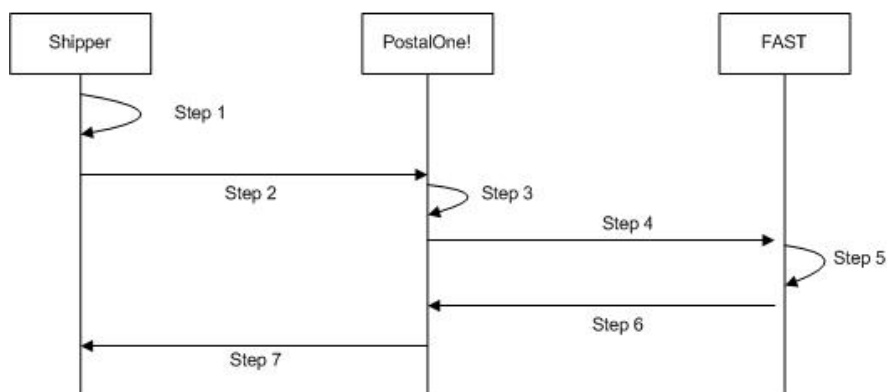 Shipper
PostalOne!
FAST
Step 1
Step 2
Step 3
Step 4
Step 5
Step 6
Step 7